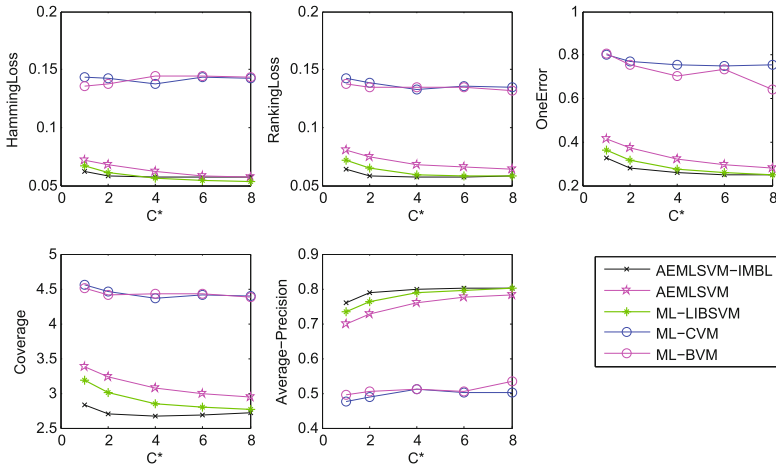 0.2
0.15
0.1
0.05
0 2 4 6 8
C*
HammingLoss
0.2
0.15
0.1
0.05
0 2 4 6 8
C*
RankingLoss
1
0.8
0.6
0.4
0.2
0 2 4 6 8
C*
OneError
5
4.5
4
3.5
3
2.5
0 2 4 6 8
C*
Coverage
0.9
0.8
0.7
0.6
0.5
0.4
0 2 4 6 8
C*
Average-Precision
AEMLSVM-IMBL
AEMLSVM
ML-LIBSVM
ML-CVM
ML-BVM